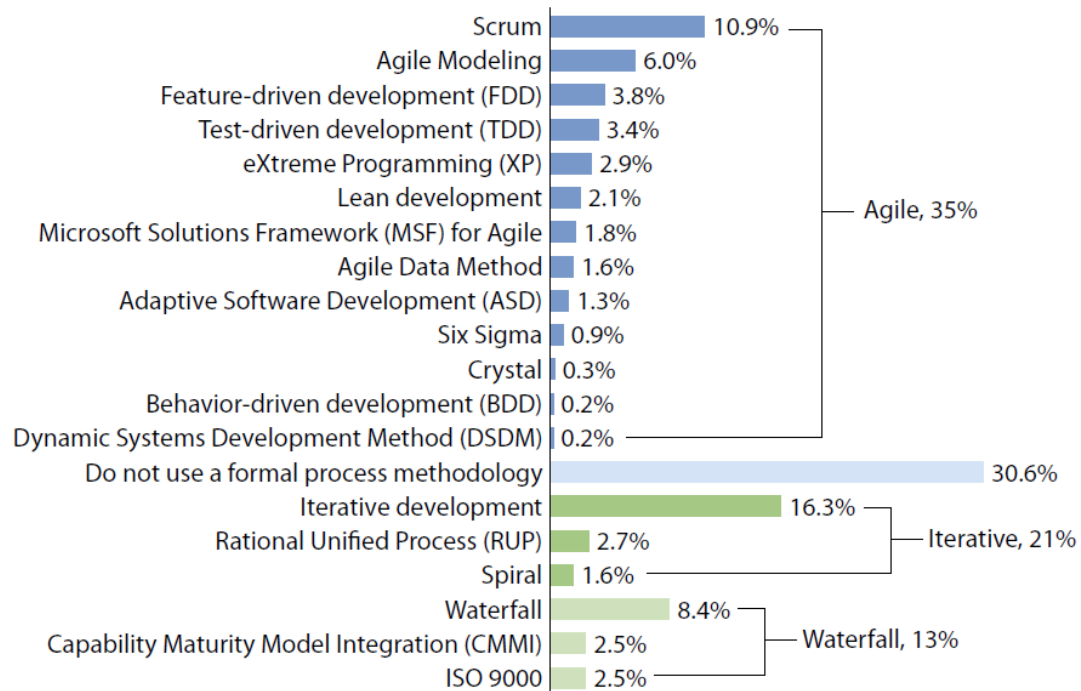 Scrum 10.9%
Agile Modeling 6.0%
Feature-driven development (FDD) 3.8%
Test-driven development (TDD) 3.4%
eXtreme Programming (XP) 2.9%
Lean development 2.1%
Agile, 35%
Microsoft Solutions Framework (MSF) for Agile 1.8%
Agile Data Method 1.6%
Adaptive Software Development (ASD) 1.3%
Six Sigma 0.9%
Crystal 0.3%
Behavior-driven development (BDD) 0.2%
Dynamic Systems Development Method (DSDM) 0.2%
Do not use a formal process methodology 30.6%
Iterative development 16.3%
Rational Unified Process (RUP) 2.7%
Iterative, 21%
Spiral 1.6%
Waterfall 8.4%
Capability Maturity Model Integration (CMMI) 2.5%
Waterfall, 13%
ISO 9000 2.5%